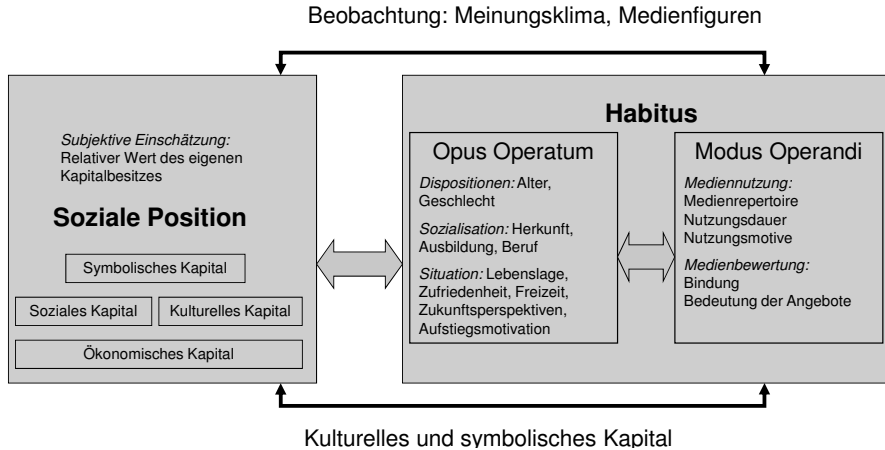 Beobachtung: Meinungsklima, Medienfiguren
Subjektive Einschätzung:
Relativer Wert des eigenen
Kapitalbesitzes
Soziale Position
Symbolisches Kapital
Soziales Kapital
Kulturelles Kapital
Ökonomisches Kapital
Habitus
Opus Operatum
Dispositionen: Alter,
Geschlecht
Sozialisation: Herkunft,
Ausbildung, Beruf
Situation: Lebenslage,
Zufriedenheit, Freizeit,
Zukunftsperspektiven,
Aufstiegsmotivation
Modus Operandi
Mediennutzung:
Medienrepertoire
Nutzungsdauer
Nutzungsmotive
Medienbewertung:
Bindung
Bedeutung der Angebote
Kulturelles und symbolisches Kapital